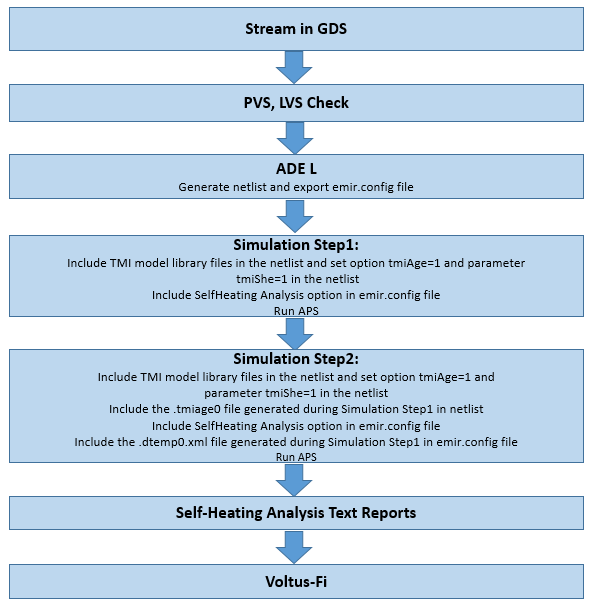 Stream in GDS
PVS, LVS Check
ADE L
Generate netlist and export emir.config file
Simulation Step1:
Include TMI model library files in the netlist and set option tmiAge=1 and parameter
tmiShe=1 in the netlist
Include SelfHeating Analysis option in emir.config file
Run APS
Simulation Step2:
Include TMI model library files in the netlist and set option tmiAge=1 and
parameter tmiShe=1 in the netlist
Include the .tmiage0 file generated during Simulation Step1 in netlist
Include SelfHeating Analysis option in emir.config file
Include the .dtemp0.xml file generated during Simulation Step1 in emir.config file
Run APS
Self-Heating Analysis Text Reports
Voltus-Fi